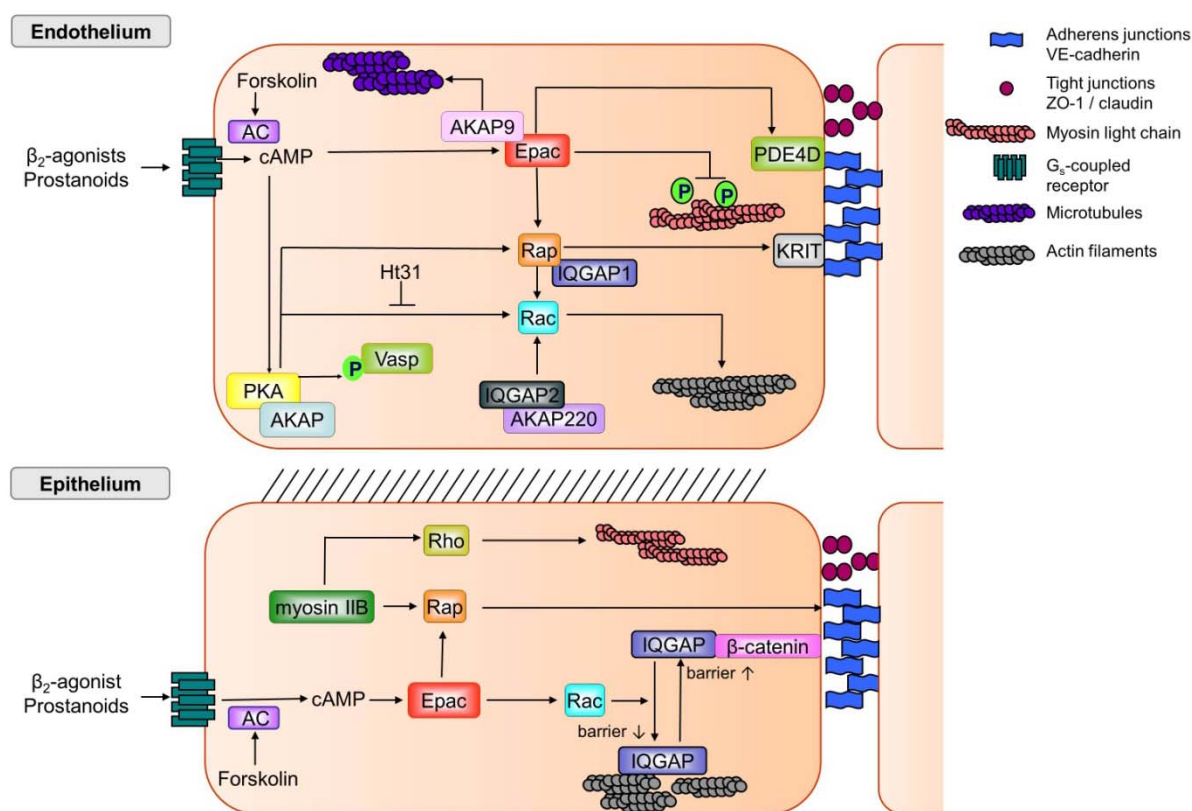 Endothelium
Forskolin
AC
β₂-agonists
Prostanoids
cAMP
AKAP9
Epac
PDE4D
P
P
Rap
IQGAP1
KRIT
Ht31
Rac
P
Vasp
PKA
AKAP
IQGAP2
AKAP220
Adherens junctions
VE-cadherin
Tight junctions
ZO-1 / claudin
Myosin light chain
Gₛ-coupled
receptor
Microtubules
Actin filaments
Epithelium
Rho
myosin IIB
Rap
IQGAP
β-catenin
barrier ↑
β₂-agonist
Prostanoids
cAMP
Epac
Rac
AC
barrier ↓
IQGAP
Forskolin